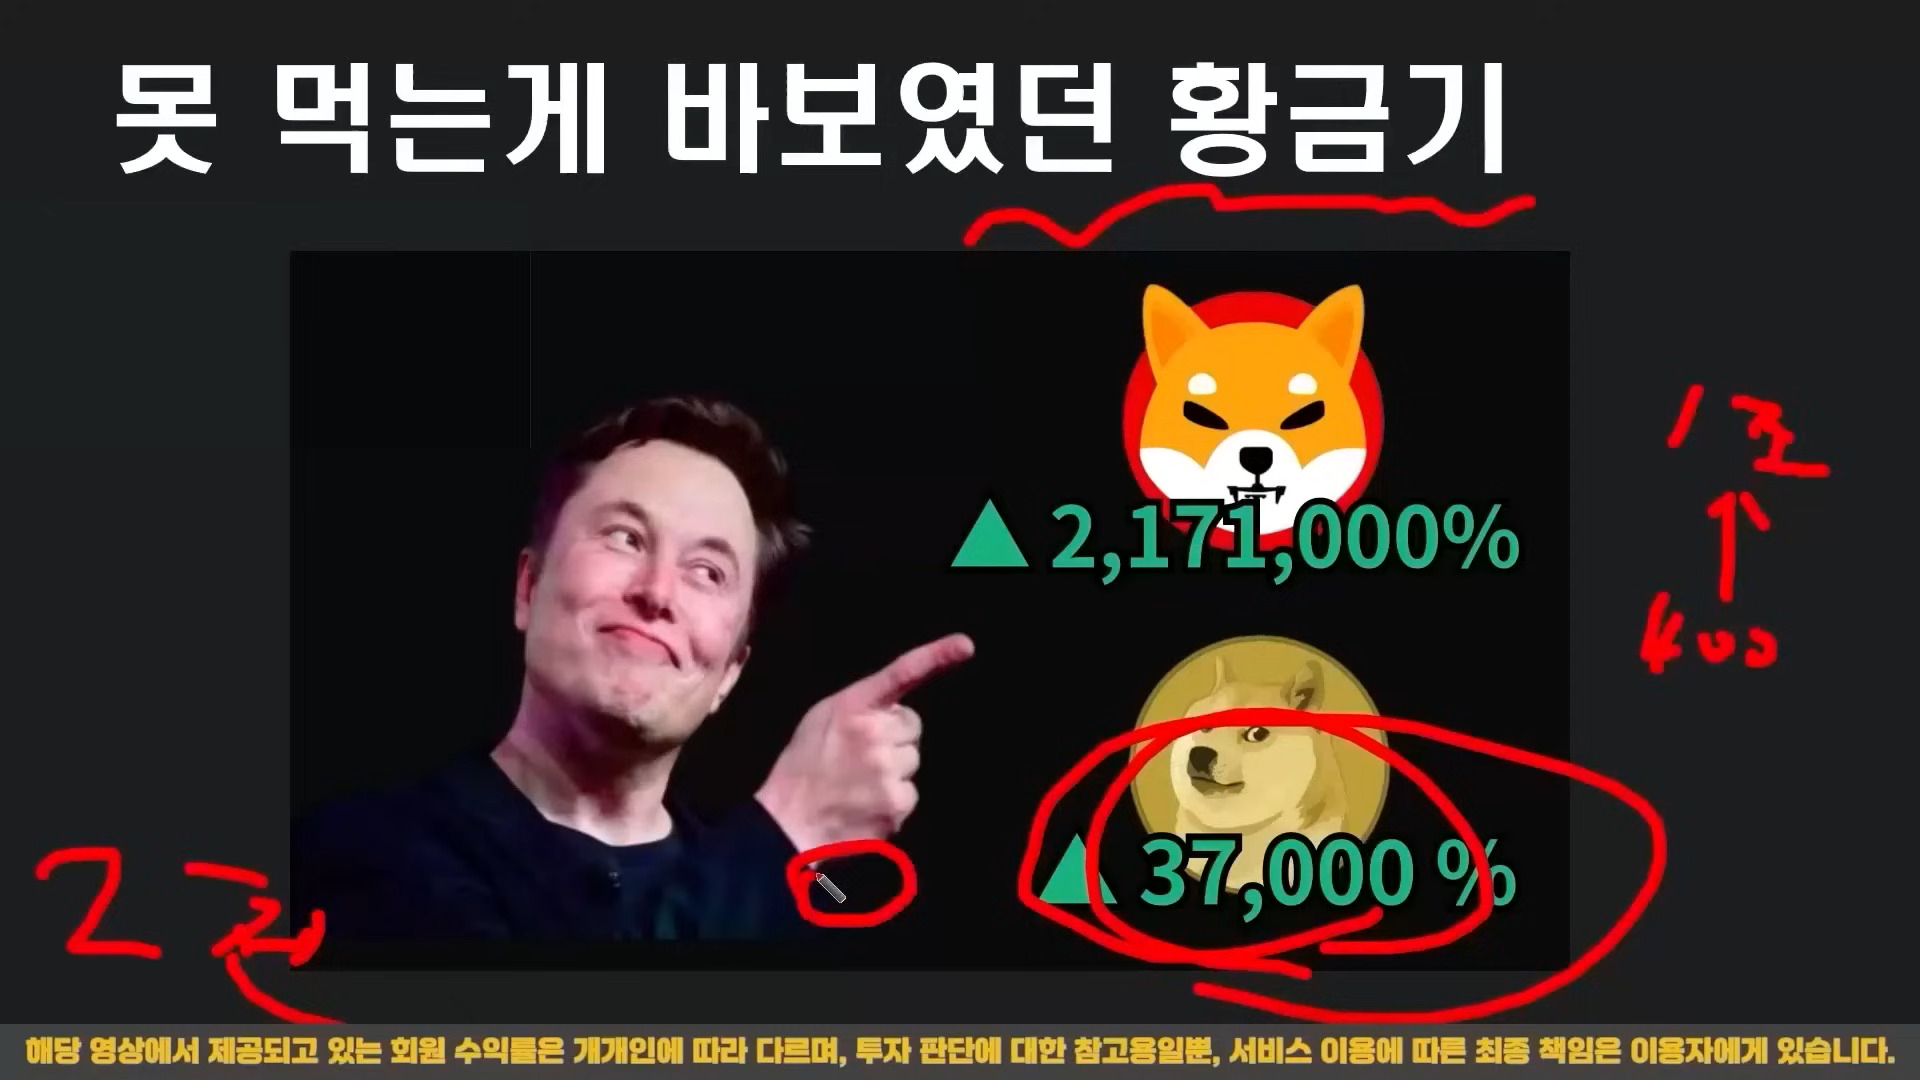 못 먹는게 바보였던 황금기
▲ 2,171,000%
1조
400
▲ 37,000 %
해당 영상에서 제공되고 있는 회원 수익률은 개개인에 따라 다르며, 투자 판단에 대한 참고용일뿐, 서비스 이용에 따른 최종 책임은 이용자에게 있습니다.